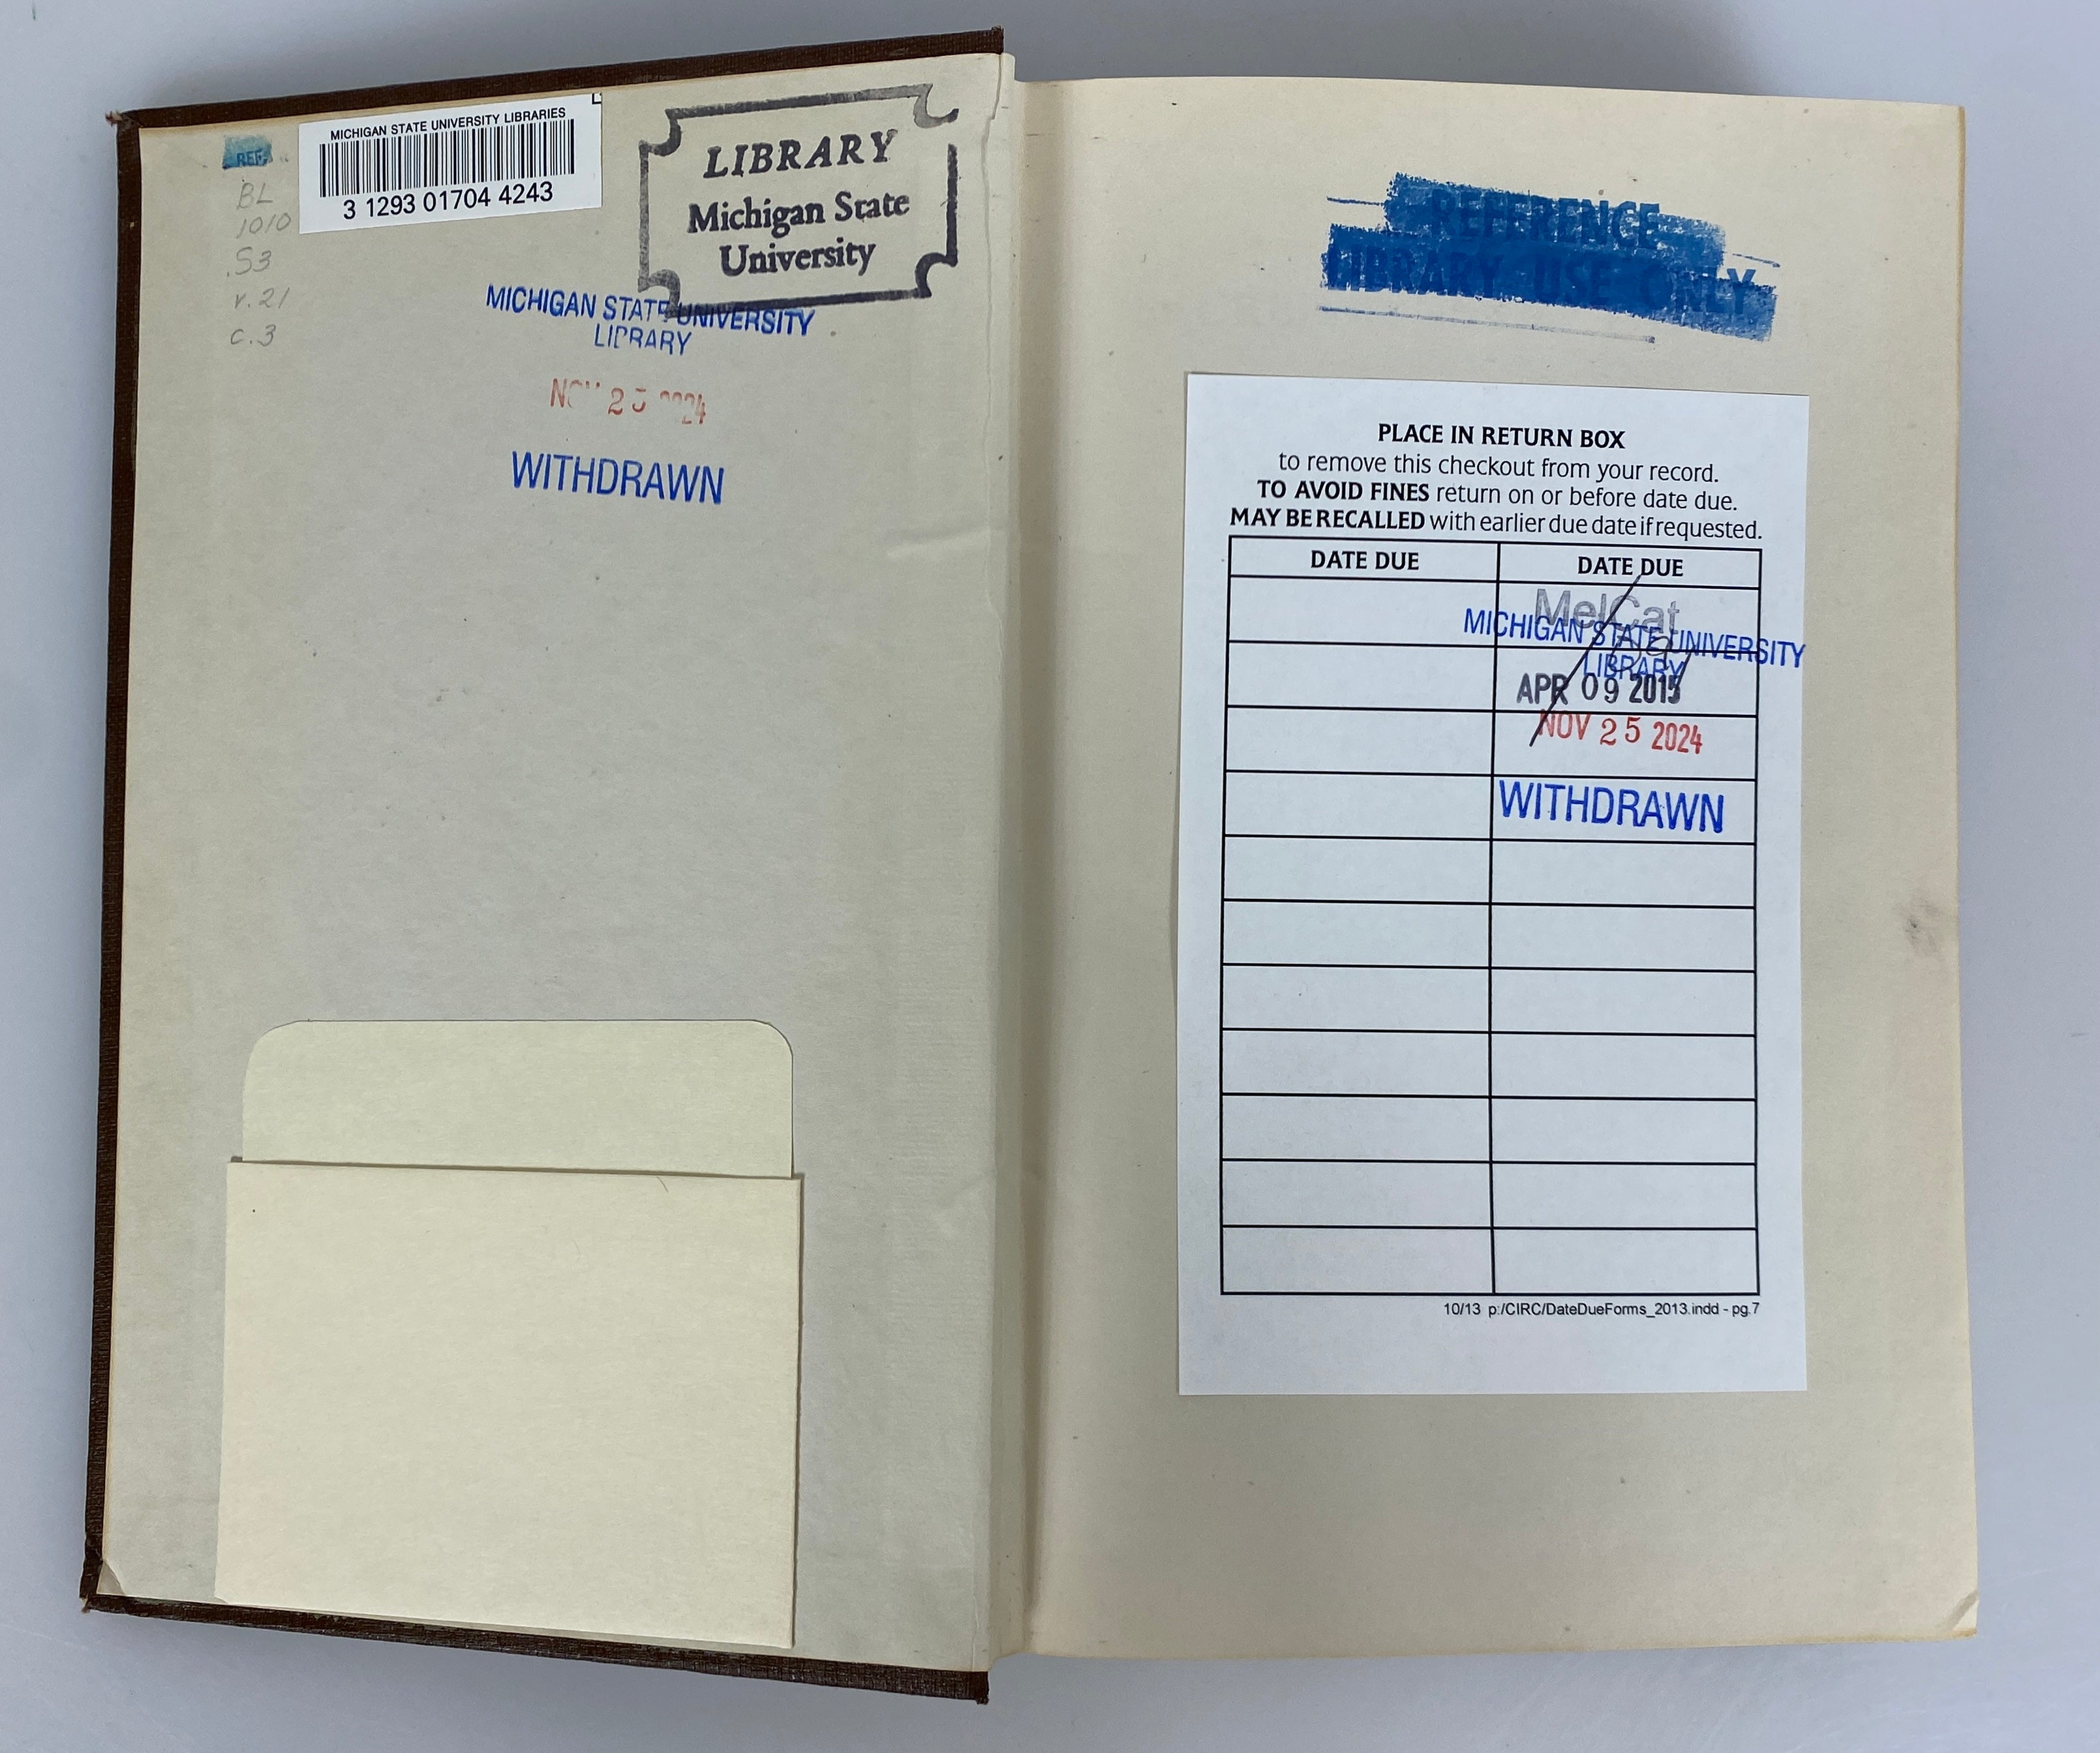 REF.
BL
1010
.S3
v.21
c.3
MICHIGAN STATE UNIVERSITY LIBRARIES
3 1293 01704 4243
LIBRARY
Michigan State
University
MICHIGAN STATE UNIVERSITY
LIBRARY
NOV 25 2024
WITHDRAWN
REFERENCE
LIBRARY USE ONLY
PLACE IN RETURN BOX
to remove this checkout from your record.
TO AVOID FINES return on or before date due.
MAY BE RECALLED with earlier due date if requested.
DATE DUE DATE DUE
MelCat
MICHIGAN STATE UNIVERSITY
LIBRARY
APR 09 2015
NOV 25 2024
WITHDRAWN
10/13 p:/CIRC/DateDueForms_2013.indd - pg.7